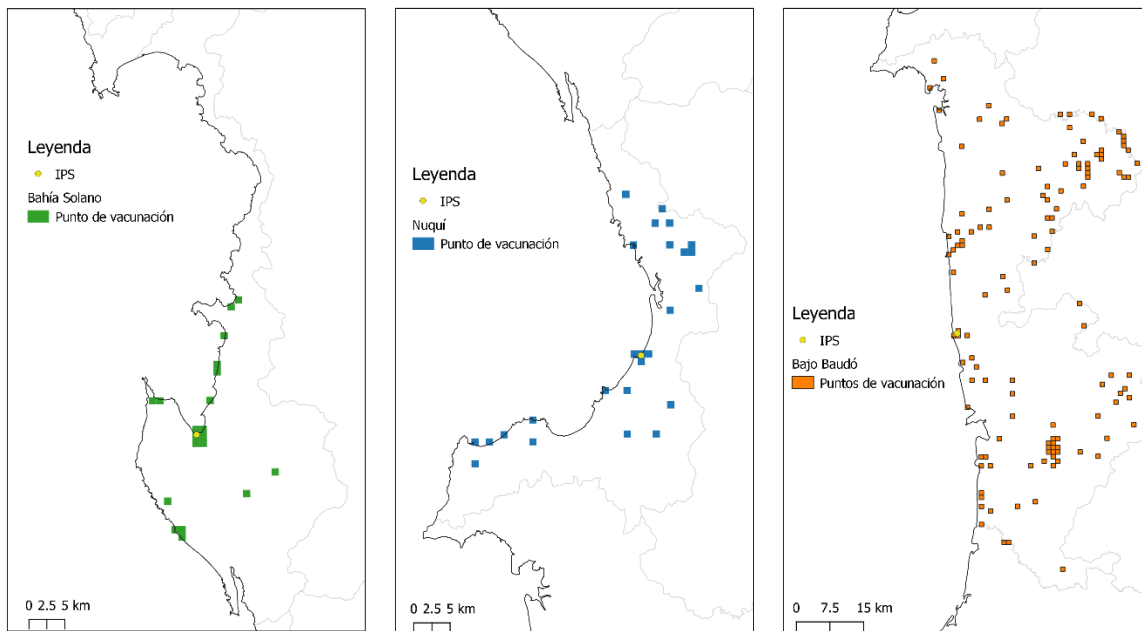 Leyenda
IPS
Bahía Solano
Punto de vacunación
0 2.5 5 km
Leyenda
IPS
Nuquí
Punto de vacunación
0 2.5 5 km
Leyenda
IPS
Bajo Baudó
Puntos de vacunación
0 7.5 15 km